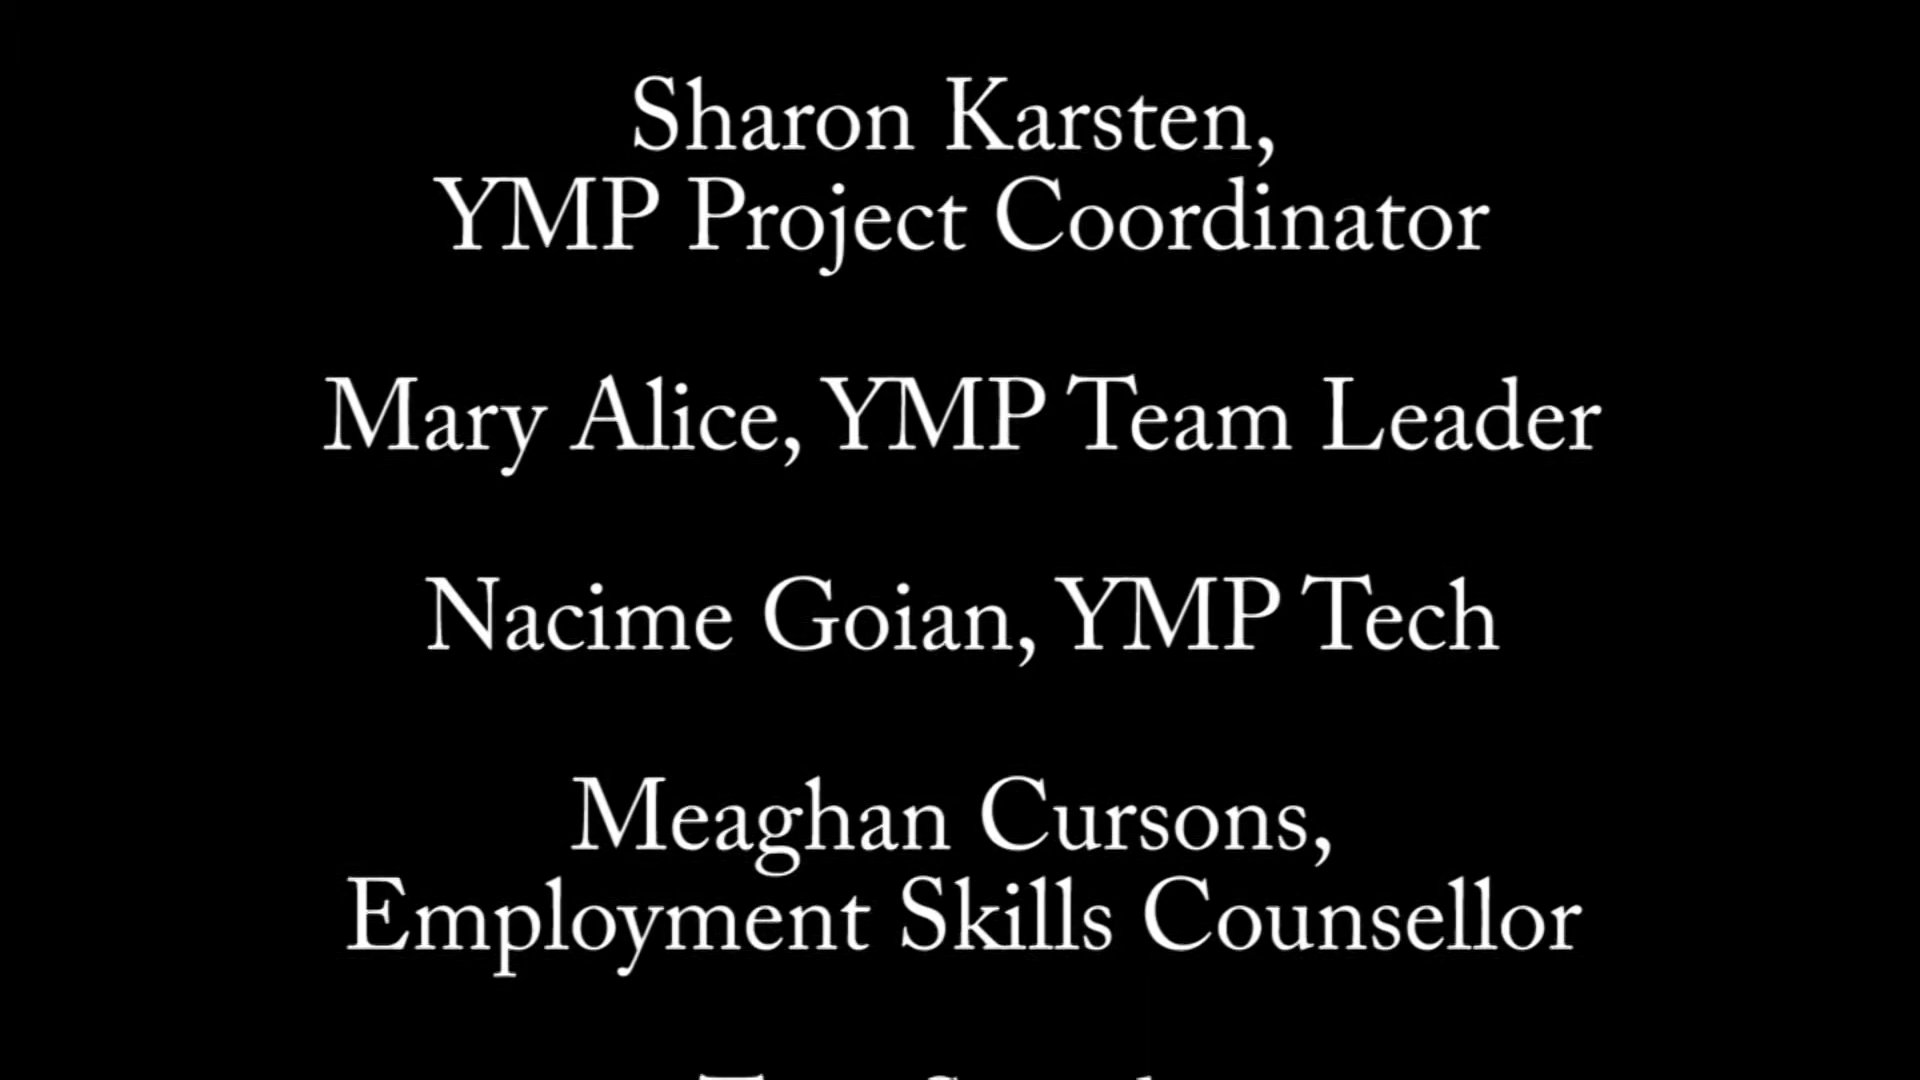 Sharon Karsten,
YMP Project Coordinator
Mary Alice, YMP Team Leader
Nacime Goian, YMP Tech
Meaghan Cursons,
Employment Skills Counsellor